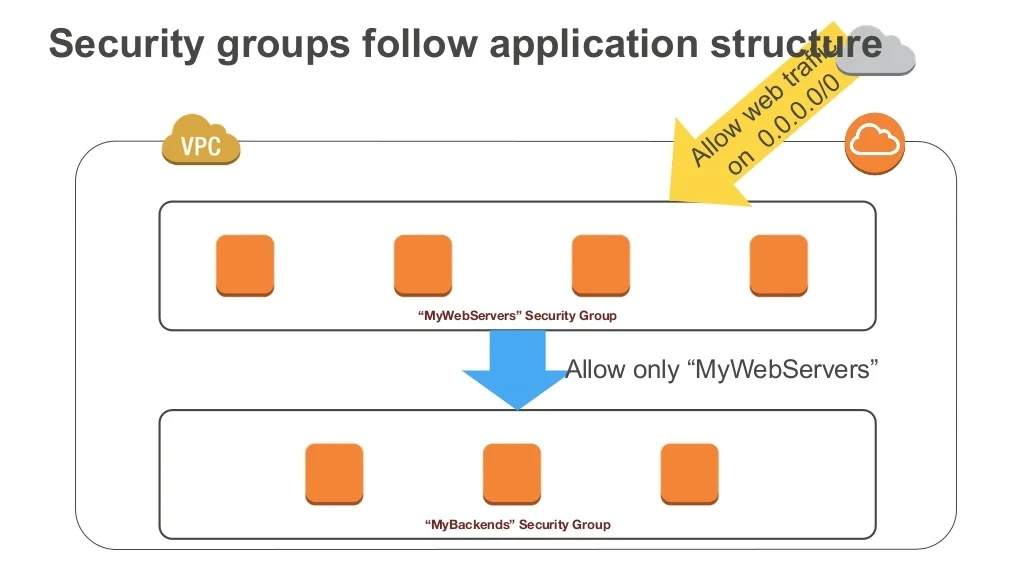 Security groups follow application structure
Allow web traffic
on 0.0.0.0/0
VPC
“MyWebServers” Security Group
Allow only “MyWebServers”
“MyBackends” Security Group